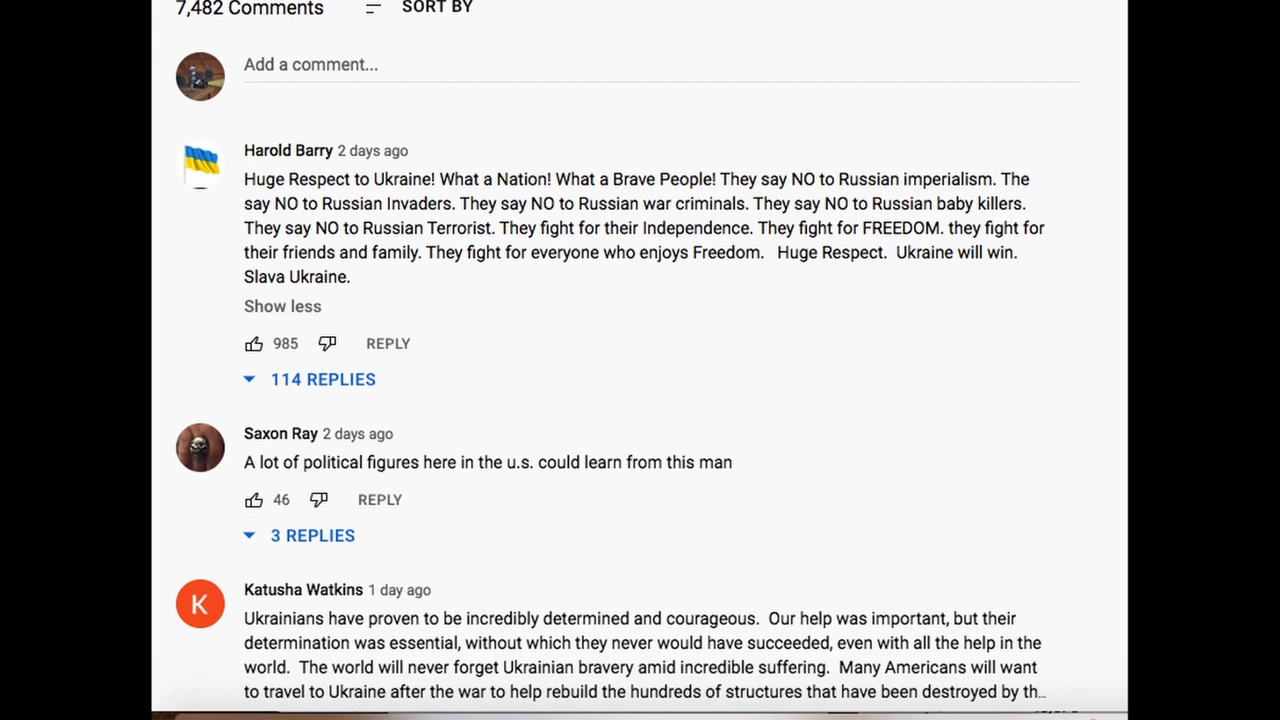 7,482 Comments SORT BY
Add a comment...
Harold Barry 2 days ago
Huge Respect to Ukraine! What a Nation! What a Brave People! They say NO to Russian imperialism. The
say NO to Russian Invaders. They say NO to Russian war criminals. They say NO to Russian baby killers.
They say NO to Russian Terrorist. They fight for their Independence. They fight for FREEDOM. they fight for
their friends and family. They fight for everyone who enjoys Freedom. Huge Respect. Ukraine will win.
Slava Ukraine.
Show less
985 REPLY
114 REPLIES
Saxon Ray 2 days ago
A lot of political figures here in the u.s. could learn from this man
46 REPLY
3 REPLIES
K
Katusha Watkins 1 day ago
Ukrainians have proven to be incredibly determined and courageous. Our help was important, but their
determination was essential, without which they never would have succeeded, even with all the help in the
world. The world will never forget Ukrainian bravery amid incredible suffering. Many Americans will want
to travel to Ukraine after the war to help rebuild the hundreds of structures that have been destroyed by th...